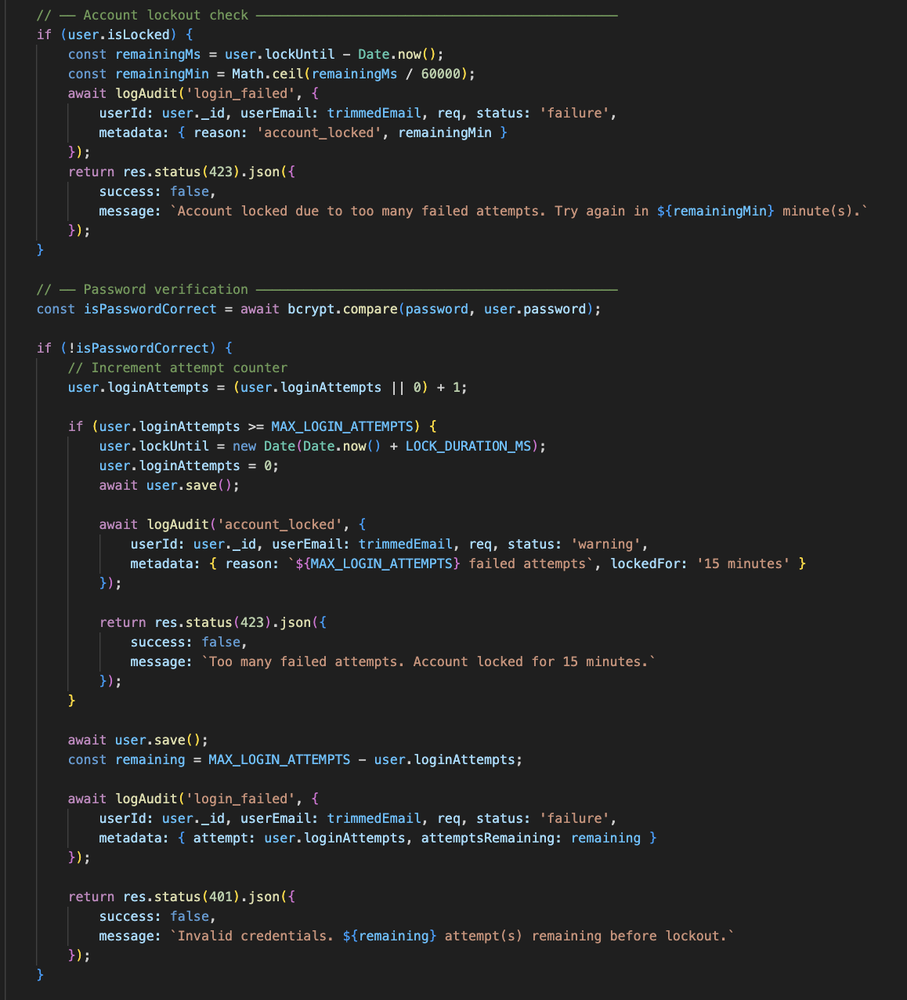 // —— Account lockout check ——————————————————————
if (user.isLocked) {
    const remainingMs = user.lockUntil - Date.now();
    const remainingMin = Math.ceil(remainingMs / 60000);
    await logAudit('login_failed', {
        userId: user._id, userEmail: trimmedEmail, req, status: 'failure',
        metadata: { reason: 'account_locked', remainingMin }
    });
    return res.status(423).json({
        success: false,
        message: `Account locked due to too many failed attempts. Try again in ${remainingMin} minute(s).`
    });
}

// —— Password verification ——————————————————————
const isPasswordCorrect = await bcrypt.compare(password, user.password);

if (!isPasswordCorrect) {
    // Increment attempt counter
    user.loginAttempts = (user.loginAttempts || 0) + 1;

    if (user.loginAttempts >= MAX_LOGIN_ATTEMPTS) {
        user.lockUntil = new Date(Date.now() + LOCK_DURATION_MS);
        user.loginAttempts = 0;
        await user.save();

        await logAudit('account_locked', {
            userId: user._id, userEmail: trimmedEmail, req, status: 'warning',
            metadata: { reason: `${MAX_LOGIN_ATTEMPTS} failed attempts`, lockedFor: '15 minutes' }
        });

        return res.status(423).json({
            success: false,
            message: `Too many failed attempts. Account locked for 15 minutes.`
        });
    }

    await user.save();
    const remaining = MAX_LOGIN_ATTEMPTS - user.loginAttempts;

    await logAudit('login_failed', {
        userId: user._id, userEmail: trimmedEmail, req, status: 'failure',
        metadata: { attempt: user.loginAttempts, attemptsRemaining: remaining }
    });

    return res.status(401).json({
        success: false,
        message: `Invalid credentials. ${remaining} attempt(s) remaining before lockout.`
    });
}